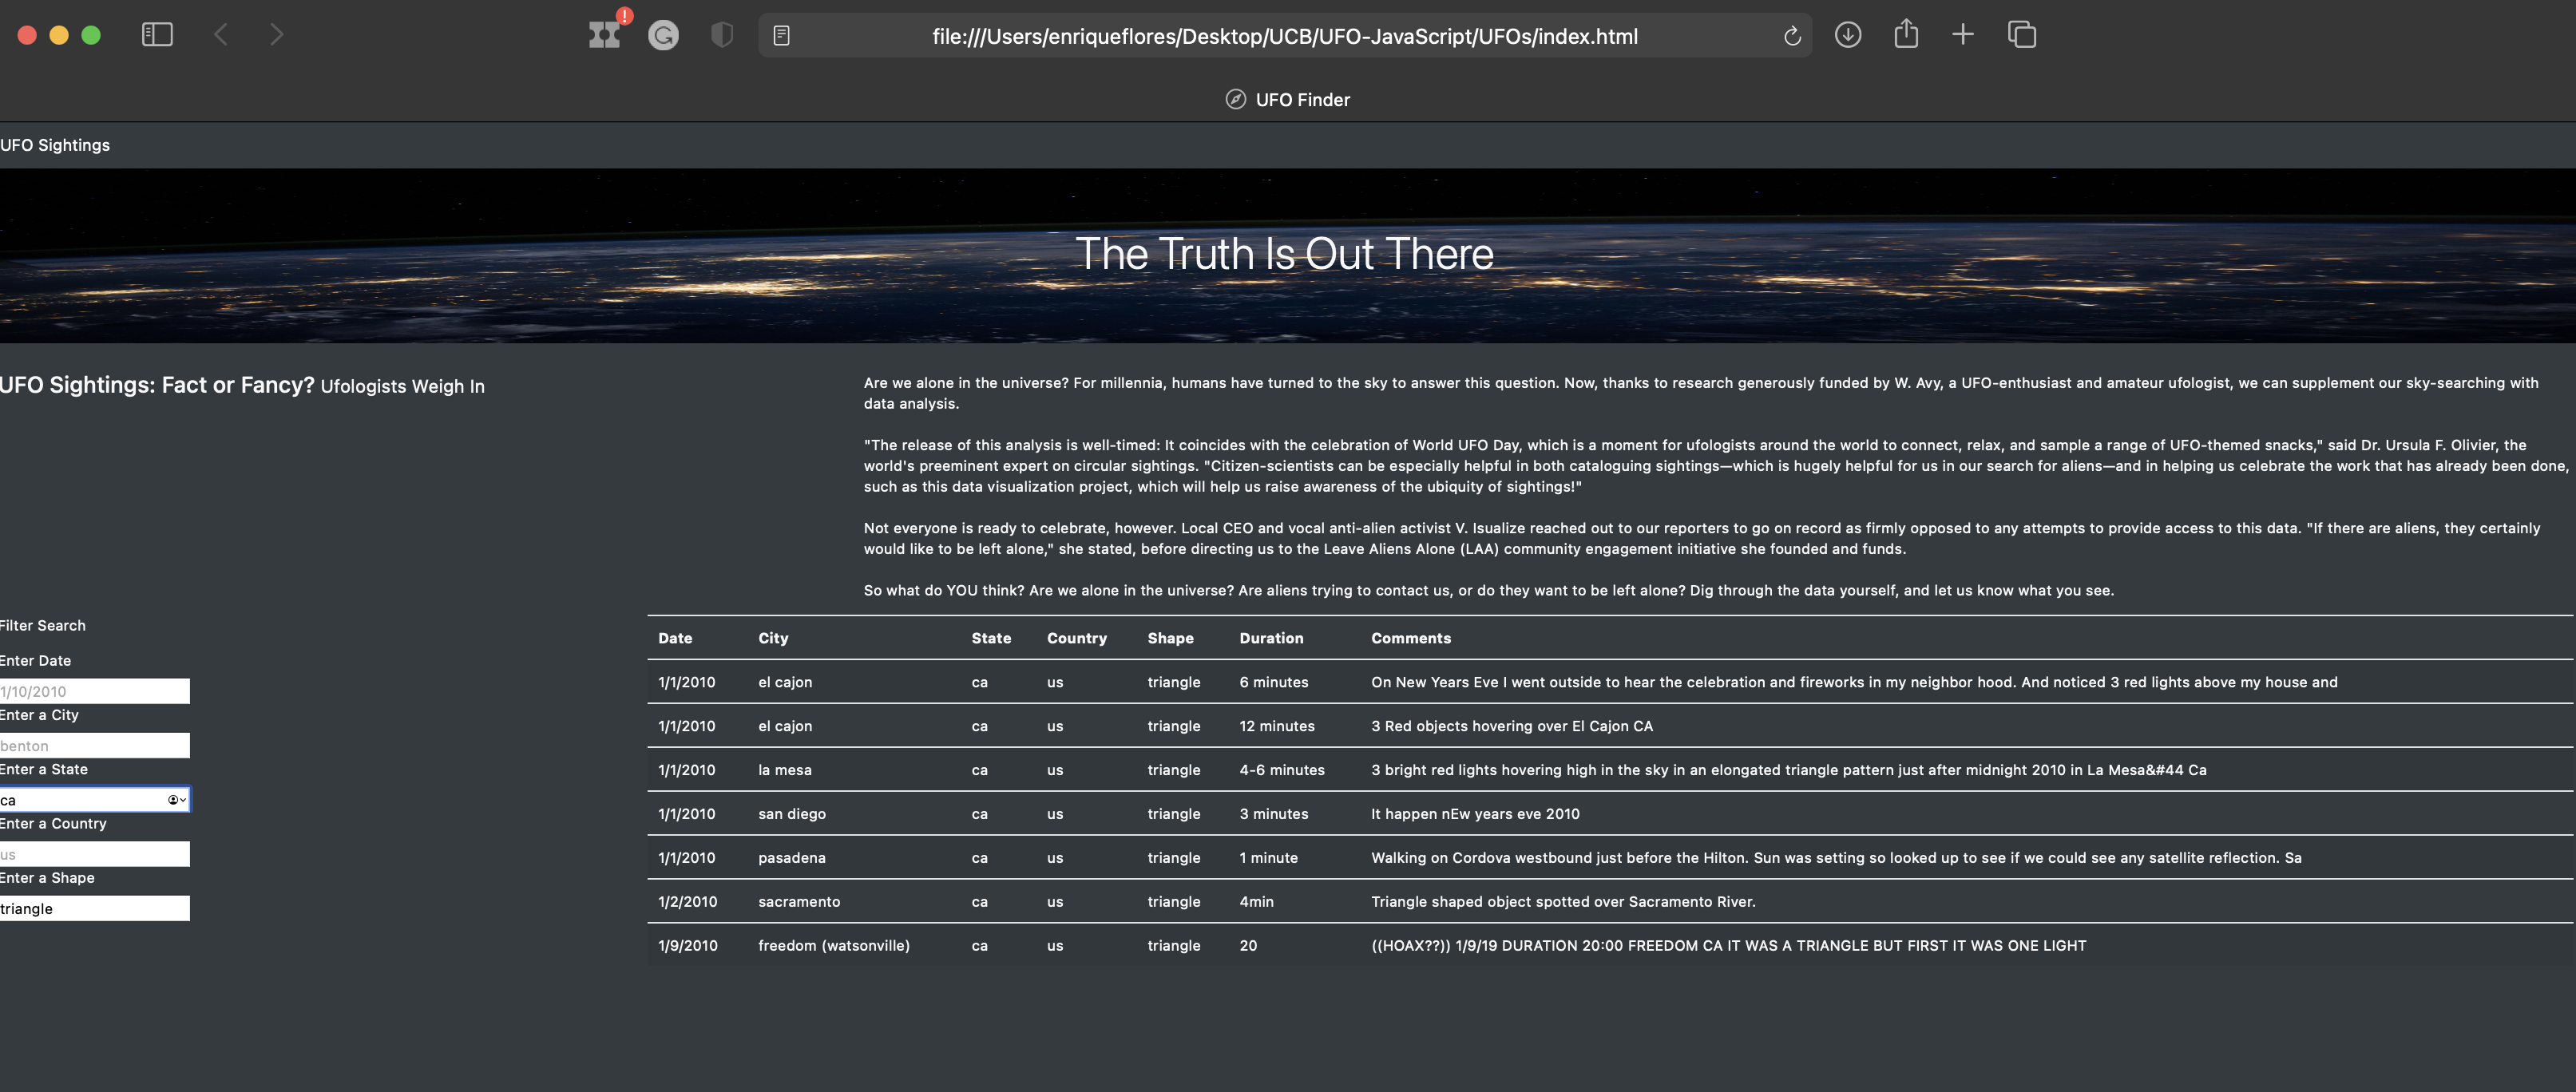 file:///Users/enriqueflores/Desktop/UCB/UFO-JavaScript/UFOs/index.html
UFO Finder
UFO Sightings
The Truth Is Out There
UFO Sightings: Fact or Fancy? Ufologists Weigh In
Are we alone in the universe? For millennia, humans have turned to the sky to answer this question. Now, thanks to research generously funded by W. Avy, a UFO-enthusiast and amateur ufologist, we can supplement our sky-searching with
data analysis.
"The release of this analysis is well-timed: It coincides with the celebration of World UFO Day, which is a moment for ufologists around the world to connect, relax, and sample a range of UFO-themed snacks," said Dr. Ursula F. Olivier, the
world's preeminent expert on circular sightings. "Citizen-scientists can be especially helpful in both cataloguing sightings—which is hugely helpful for us in our search for aliens—and in helping us celebrate the work that has already been done,
such as this data visualization project, which will help us raise awareness of the ubiquity of sightings!"
Not everyone is ready to celebrate, however. Local CEO and vocal anti-alien activist V. Isualize reached out to our reporters to go on record as firmly opposed to any attempts to provide access to this data. "If there are aliens, they certainly
would like to be left alone," she stated, before directing us to the Leave Aliens Alone (LAA) community engagement initiative she founded and funds.
So what do YOU think? Are we alone in the universe? Are aliens trying to contact us, or do they want to be left alone? Dig through the data yourself, and let us know what you see.
Filter Search
Enter Date
1/10/2010
Enter a City
benton
Enter a State
ca
Enter a Country
us
Enter a Shape
triangle
Date City State Country Shape Duration Comments
1/1/2010 el cajon ca us triangle 6 minutes On New Years Eve I went outside to hear the celebration and fireworks in my neighbor hood. And noticed 3 red lights above my house and
1/1/2010 el cajon ca us triangle 12 minutes 3 Red objects hovering over El Cajon CA
1/1/2010 la mesa ca us triangle 4-6 minutes 3 bright red lights hovering high in the sky in an elongated triangle pattern just after midnight 2010 in La Mesa&#44 Ca
1/1/2010 san diego ca us triangle 3 minutes It happen nEw years eve 2010
1/1/2010 pasadena ca us triangle 1 minute Walking on Cordova westbound just before the Hilton. Sun was setting so looked up to see if we could see any satellite reflection. Sa
1/2/2010 sacramento ca us triangle 4min Triangle shaped object spotted over Sacramento River.
1/9/2010 freedom (watsonville) ca us triangle 20 ((HOAX??)) 1/9/19 DURATION 20:00 FREEDOM CA IT WAS A TRIANGLE BUT FIRST IT WAS ONE LIGHT